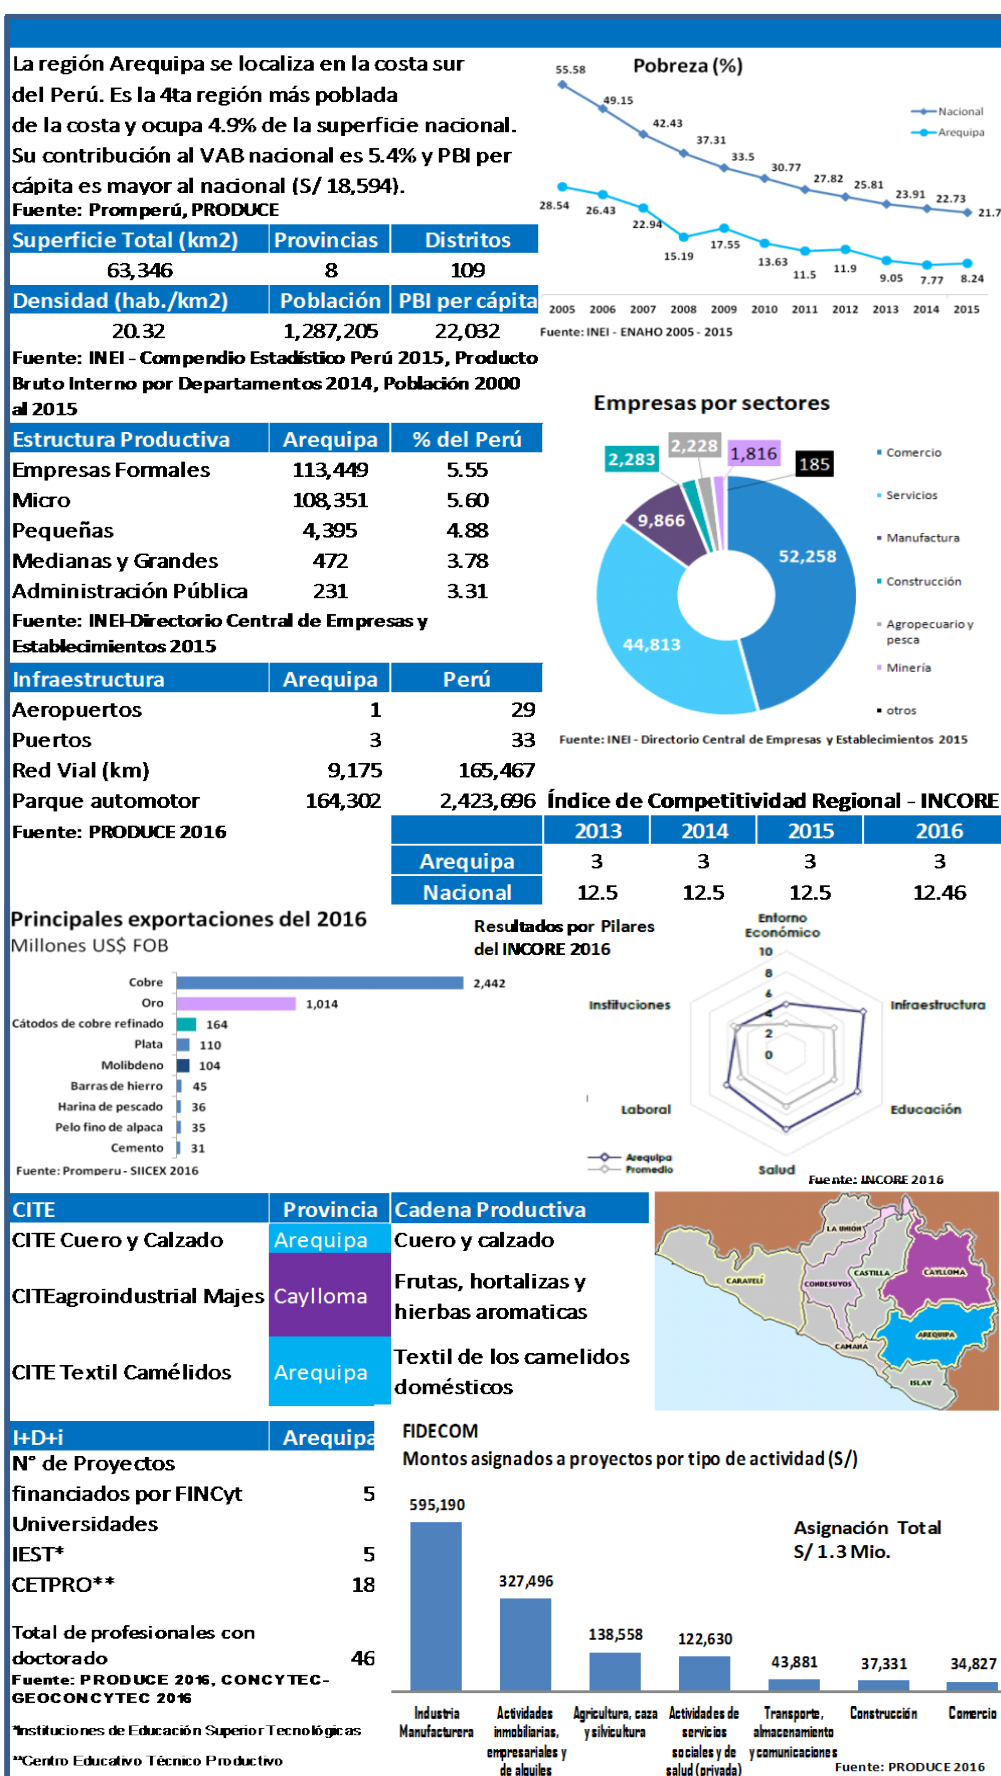 La región Arequipa se localiza en la costa sur
del Perú. Es la 4ta región más poblada
de la costa y ocupa 4.9% de la superficie nacional.
Su contribución al VAB nacional es 5.4% y PBI per
cápita es mayor al nacional (S/ 18,594).
Fuente: Promperú, PRODUCE
Superficie Total (km2) Provincias Distritos
63,346 8 109
Densidad (hab./km2) Población PBI per cápita
20.32 1,287,205 22,032
Fuente: INEI - Compendio Estadístico Perú 2015, Producto
Bruto Interno por Departamentos 2014, Población 2000
al 2015
Pobreza (%)
55.58 49.15 42.43 37.31 33.5 30.77 27.82 25.81 23.91 22.73 21.7
Nacional
Arequipa
28.54 26.43 22.94 15.19 17.55 13.63 11.5 11.9 9.05 7.77 8.24
2005 2006 2007 2008 2009 2010 2011 2012 2013 2014 2015
Fuente: INEI - ENAHO 2005 - 2015
Estructura Productiva Arequipa % del Perú
Empresas Formales 113,449 5.55
Micro 108,351 5.60
Pequeñas 4,395 4.88
Medianas y Grandes 472 3.78
Administración Pública 231 3.31
Fuente: INEI-Directorio Central de Empresas y
Establecimientos 2015
Empresas por sectores
2,283 2,228 1,816 185
9,866
52,258
44,813
Comercio
Servicios
Manufactura
Construcción
Agropecuario y
pesca
Minería
otros
Fuente: INEI - Directorio Central de Empresas y Establecimientos 2015
Infraestructura Arequipa Perú
Aeropuertos 1 29
Puertos 3 33
Red Vial (km) 9,175 165,467
Parque automotor 164,302 2,423,696
Fuente: PRODUCE 2016
Índice de Competitividad Regional - INCORE
2013 2014 2015 2016
Arequipa 3 3 3 3
Nacional 12.5 12.5 12.5 12.46
Principales exportaciones del 2016
Millones US$ FOB
Cobre 2,442
Oro 1,014
Cátodos de cobre refinado 164
Plata 110
Molibdeno 104
Barras de hierro 45
Harina de pescado 36
Pelo fino de alpaca 35
Cemento 31
Fuente: Promperu - SIICEX 2016
Resultados por Pilares
del INCORE 2016
Entorno
Económico
10
8
6
4
2
0
Instituciones
Infraestructura
Laboral
Educación
Salud
Arequipa
Promedio
Fuente: INCORE 2016
CITE Provincia Cadena Productiva
CITE Cuero y Calzado Arequipa Cuero y calzado
CITEagroindustrial Majes Caylloma Frutas, hortalizas y
hierbas aromaticas
CITE Textil Camélidos Arequipa Textil de los camelidos
domésticos
LA UNIÓN
CARAVELÍ
CONDESUYOS
CASTILLA
CAYLLOMA
AREQUIPA
CAMANÁ
ISLAY
I+D+i Arequipa
N° de Proyectos
financiados por FINCyt 5
Universidades
IEST* 5
CETPRO** 18
Total de profesionales con
doctorado 46
Fuente: PRODUCE 2016, CONCYTEC-
GEOCONCYTEC 2016
*Instituciones de Educación Superior Tecnológicas
**Centro Educativo Técnico Productivo
FIDECOM
Montos asignados a proyectos por tipo de actividad (S/)
Asignación Total
S/ 1.3 Mio.
595,190
327,496
138,558
122,630
43,881
37,331
34,827
Industria
Manufacturera
Actividades
inmobiliarias,
empresariales y
de alquiles
Agricultura, caza
y silvicultura
Actividades de
servicios
sociales y de
salud (privada)
Transporte,
almacenamiento
y comunicaciones
Construcción
Comercio
Fuente: PRODUCE 2016